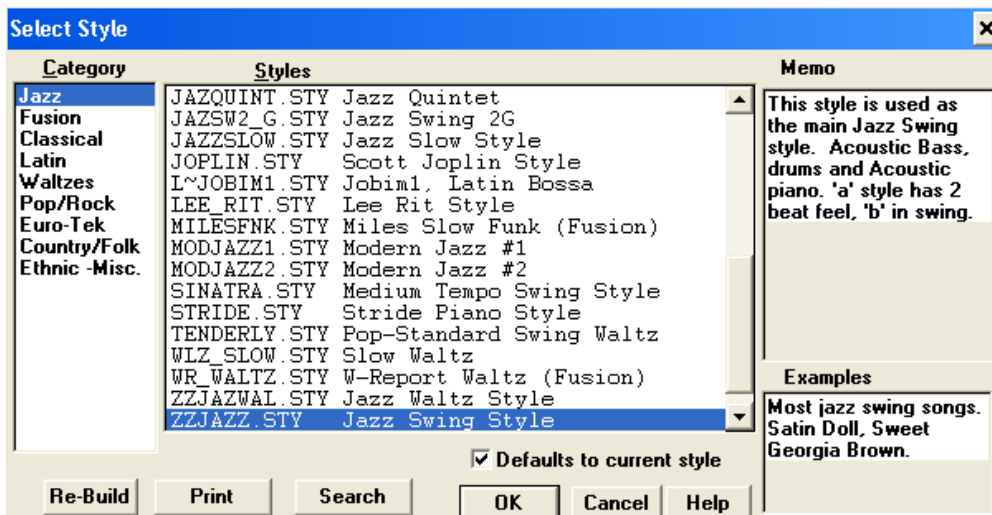 Select Style
Category
Styles
Memo
Jazz
Fusion
Classical
Latin
Waltzes
Pop/Rock
Euro-Tek
Country/Folk
Ethnic -Misc.
JAZQUINT.STY Jazz Quintet
JAZSW2_G.STY Jazz Swing 2G
JAZZSLOW.STY Jazz Slow Style
JOPLIN.STY Scott Joplin Style
L~JOBIM1.STY Jobim1, Latin Bossa
LEE_RIT.STY Lee Rit Style
MILESFNK.STY Miles Slow Funk (Fusion)
MODJAZZ1.STY Modern Jazz #1
MODJAZZ2.STY Modern Jazz #2
SINATRA.STY Medium Tempo Swing Style
STRIDE.STY Stride Piano Style
TENDERLY.STY Pop-Standard Swing Waltz
WLZ_SLOW.STY Slow Waltz
WR_WALTZ.STY W-Report Waltz (Fusion)
ZZJAZWAL.STY Jazz Waltz Style
ZZJAZZ.STY Jazz Swing Style
This style is used as
the main Jazz Swing
style. Acoustic Bass,
drums and Acoustic
piano. 'a' style has 2
beat feel, 'b' in swing.
Examples
Most jazz swing songs.
Satin Doll, Sweet
Georgia Brown.
Defaults to current style
Re-Build
Print
Search
OK
Cancel
Help